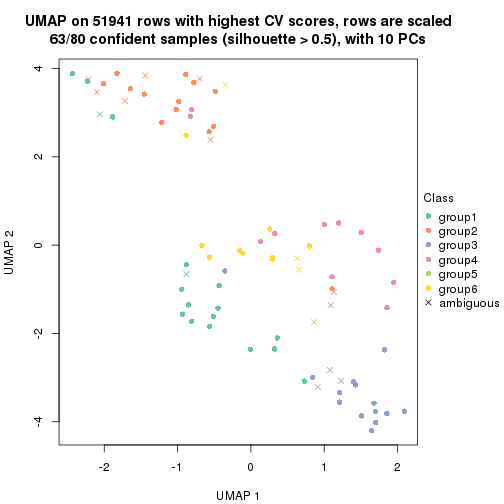 UMAP on 51941 rows with highest CV scores, rows are scaled
63/80 confident samples (silhouette > 0.5), with 10 PCs
4
2
0
-2
-4
UMAP 2
-2
-1
0
1
2
UMAP 1
Class
group1
group2
group3
group4
group5
group6
ambiguous